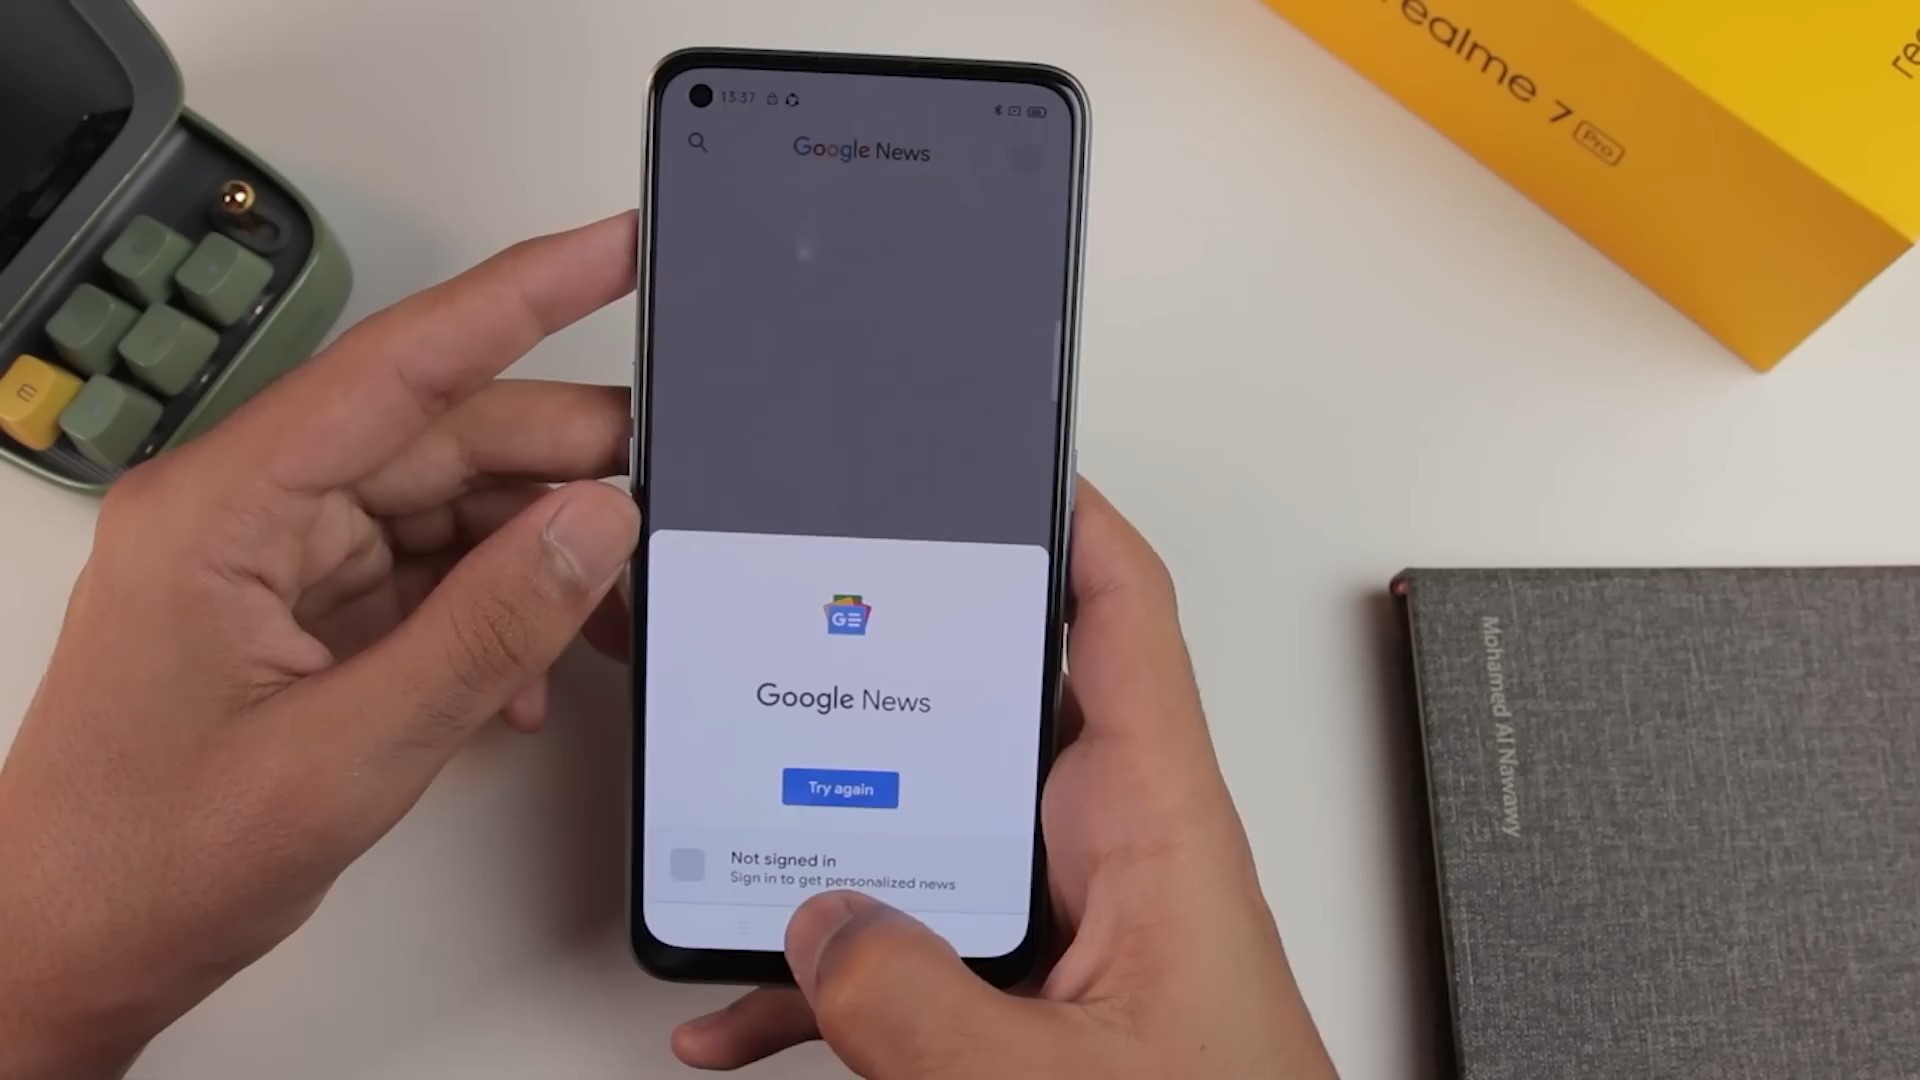 13:37
Google News
Google News
Try again
Not signed in
Sign in to get personalized news
realme 7 Pro
Mohamed Al Nawawy